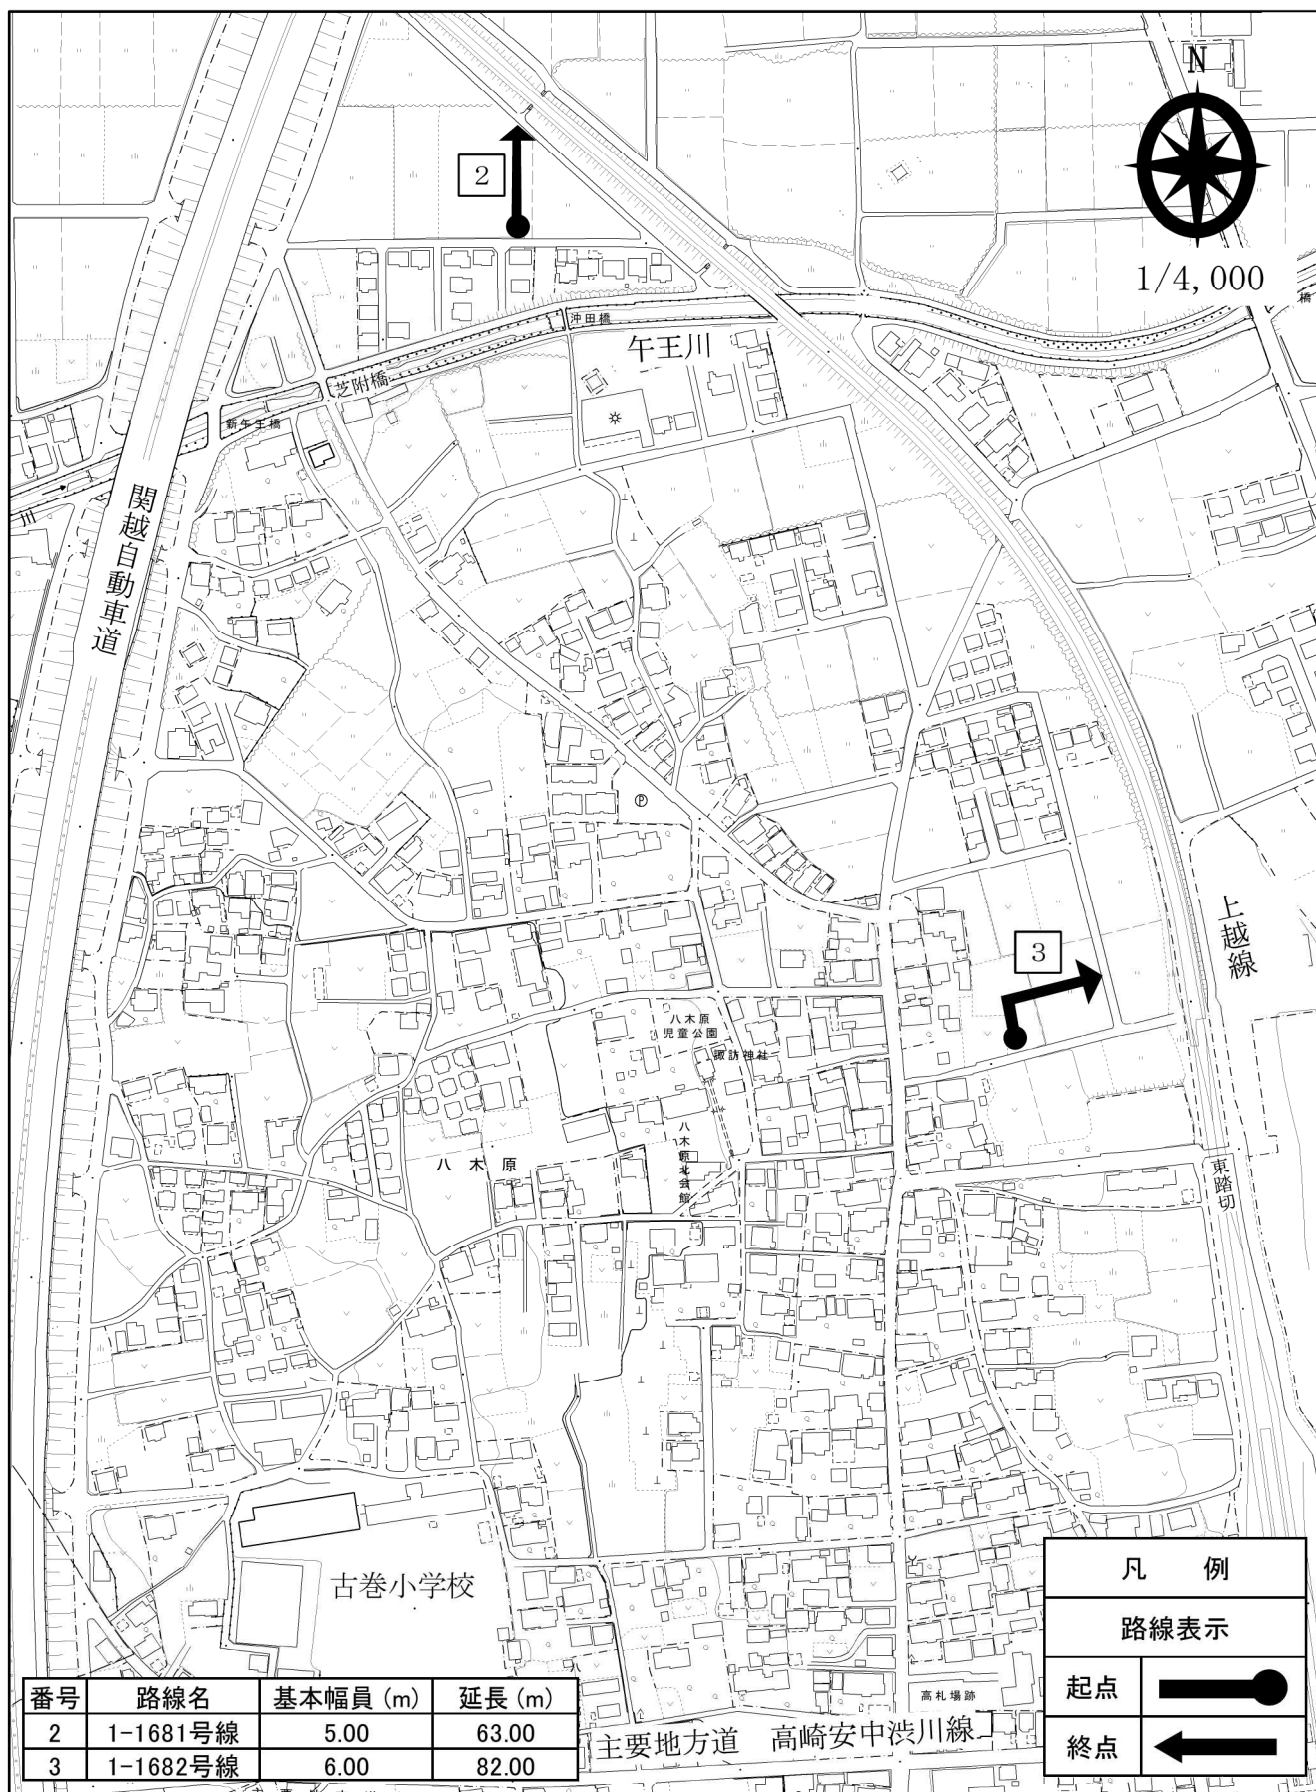 N
2
1/4,000
橋
沖田橋
午王川
芝附橋
新午王橋
川
関越自動車道
P
上越線
3
八木原
児童公園
諏訪神社
八木原
八木原北会館
東踏切
古巻小学校
高札場跡
主要地方道 高崎安中渋川線
番号 路線名 基本幅員(m) 延長(m)
2 1-1681号線 5.00 63.00
3 1-1682号線 6.00 82.00
凡 例
路線表示
起点
終点